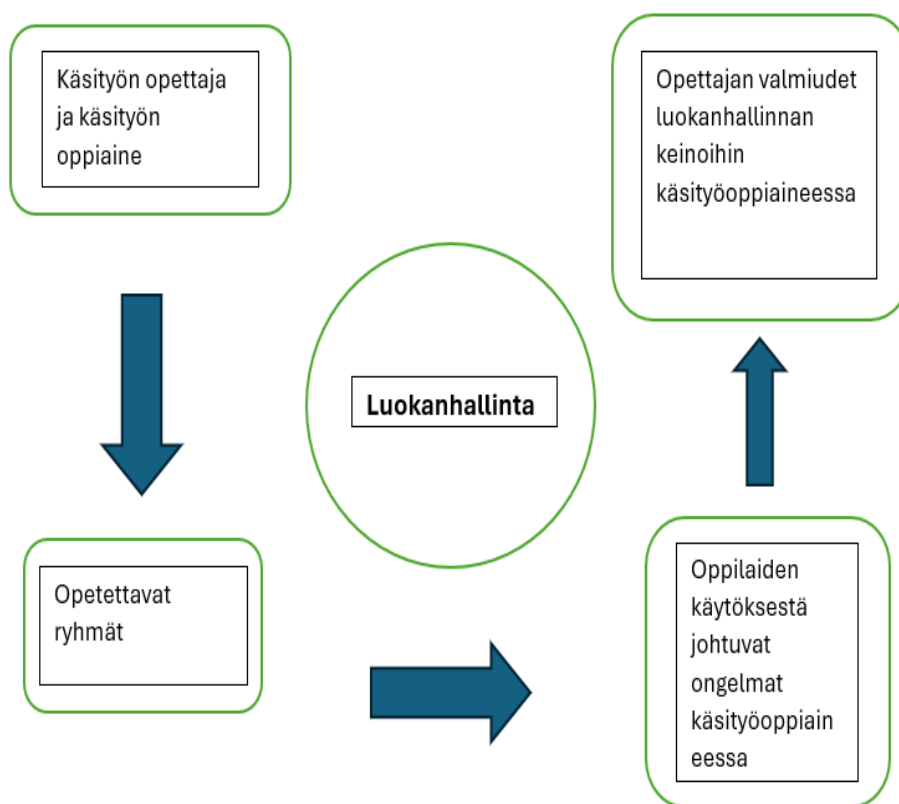 Käsityön opettaja
ja käsityön
oppiaine
Opettajan valmiudet
luokanhallinnan
keinoihin
käsityöoppiaineessa
Luokanhallinta
Opetettavat
ryhmät
Oppilaiden
käytöksestä
johtuvat
ongelmat
käsityöoppiain
eessa